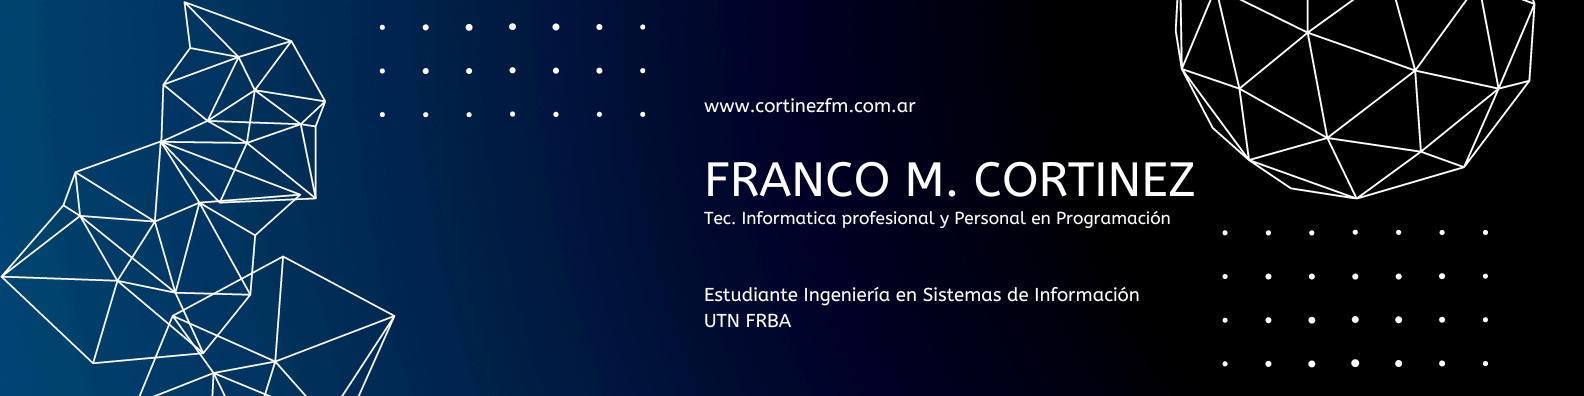 www.cortinezfm.com.ar
FRANCO M. CORTINEZ
Tec. Informatica profesional y Personal en Programación
Estudiante Ingeniería en Sistemas de Información
UTN FRBA